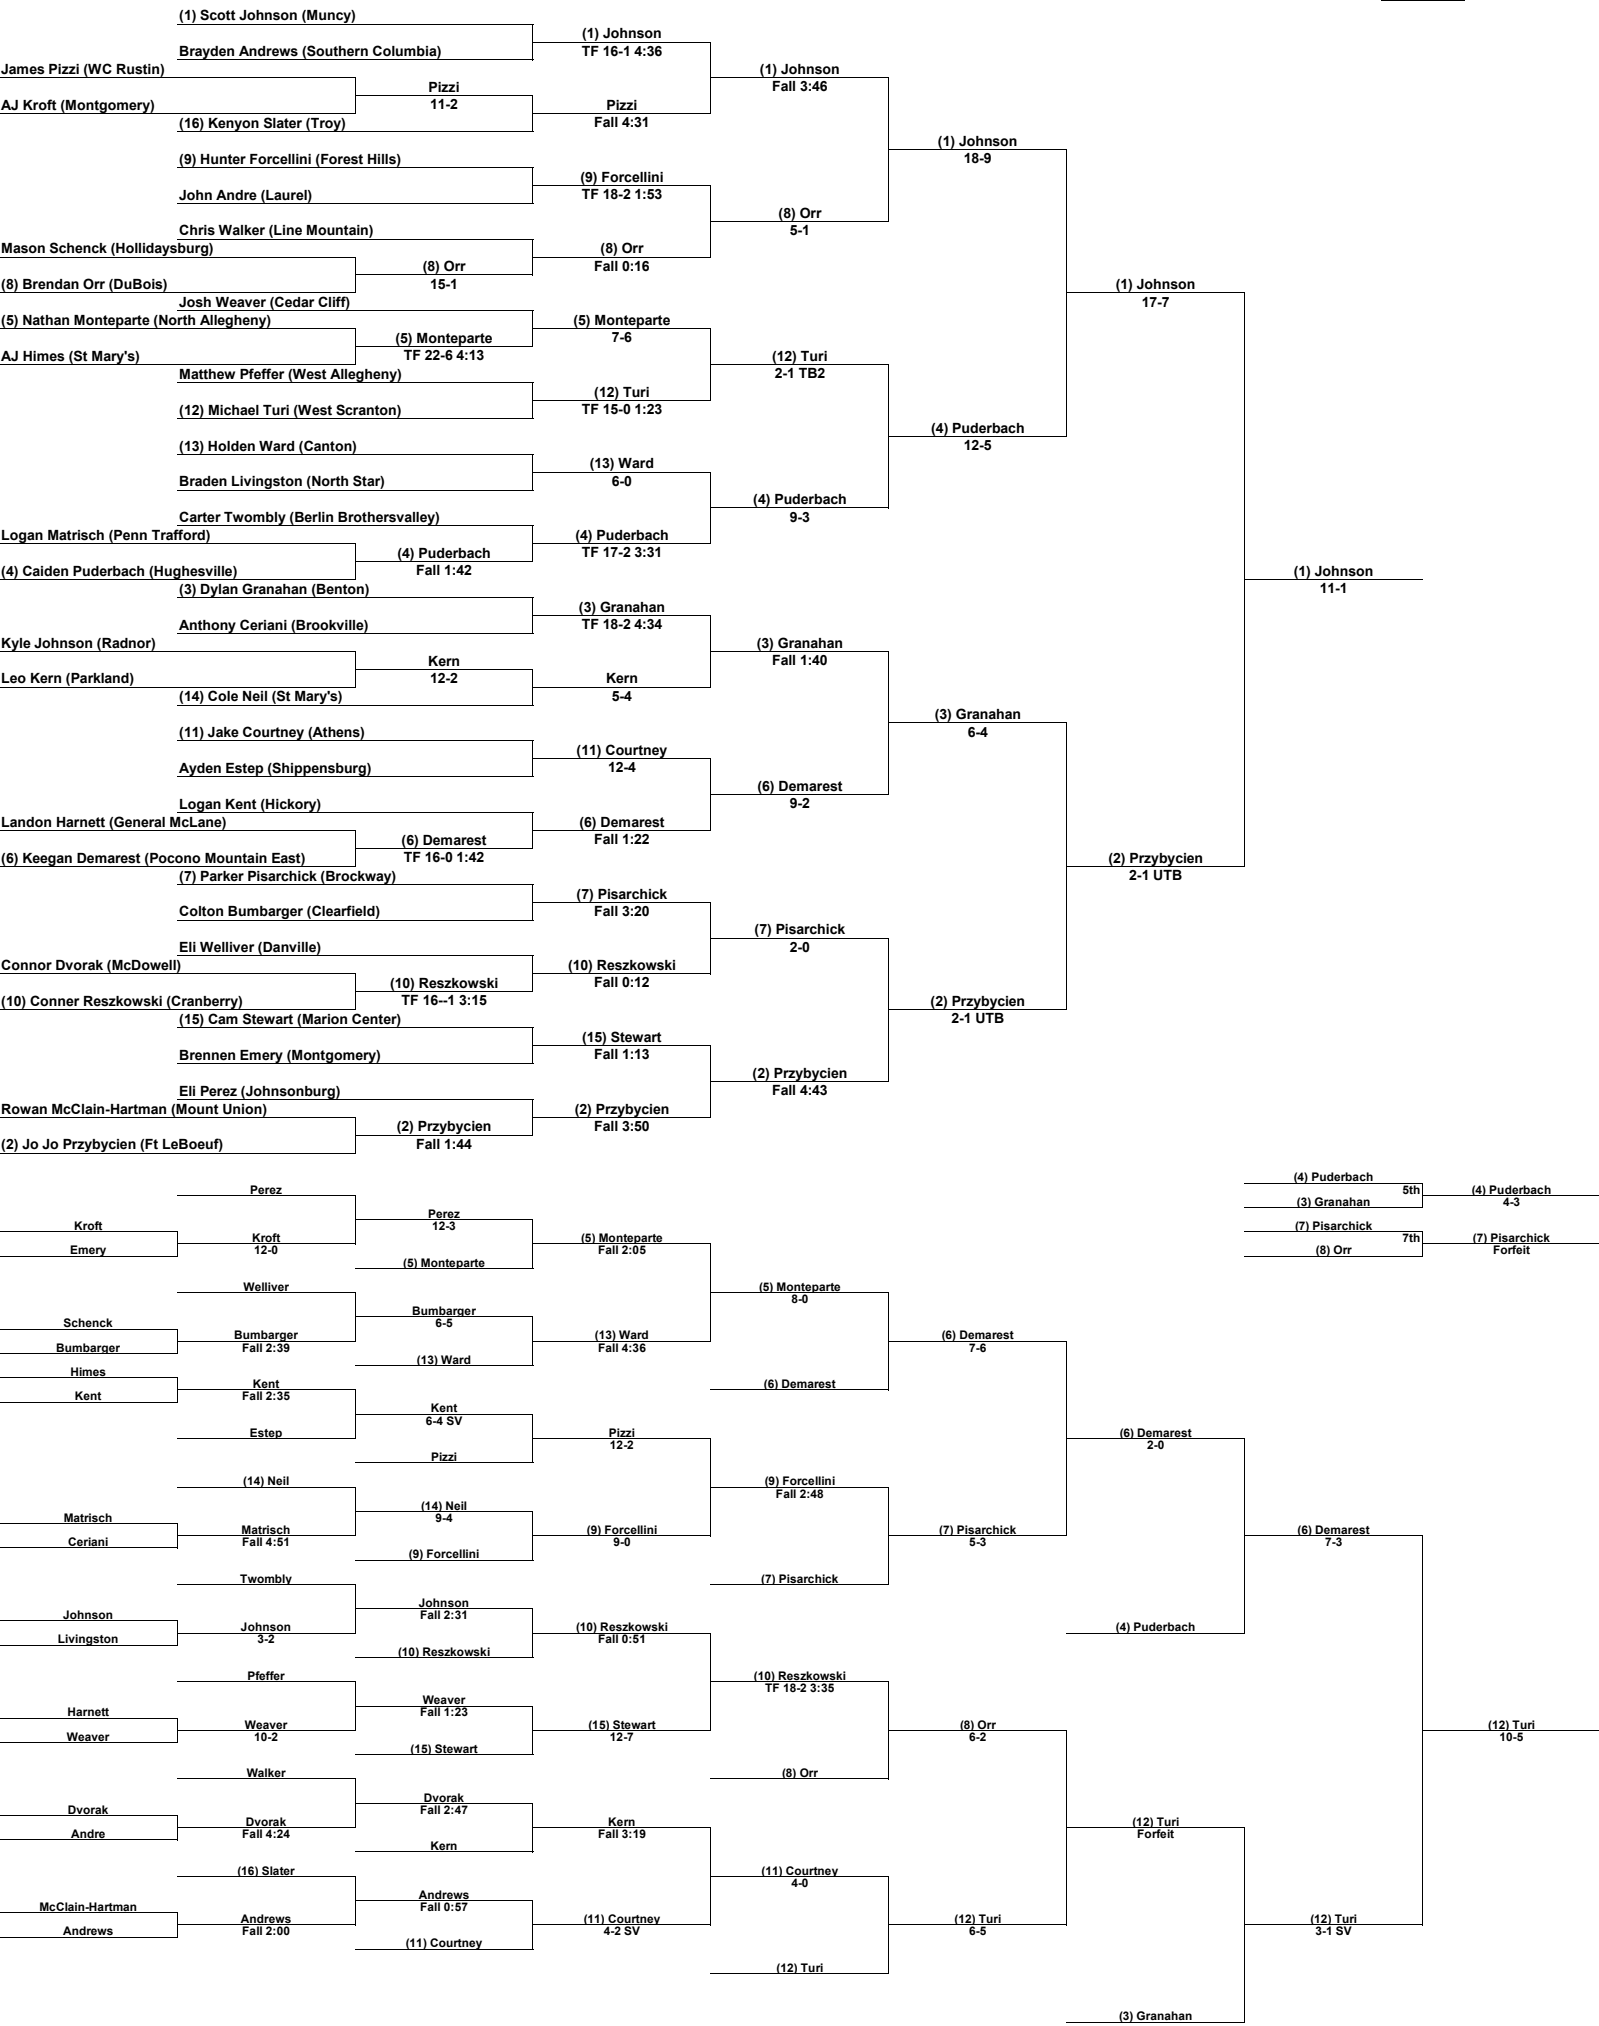 (1) Scott Johnson (Muncy)
(1) Johnson
Brayden Andrews (Southern Columbia)
TF 16-1 4:36
James Pizzi (WC Rustin)
(1) Johnson
Pizzi
Fall 3:46
AJ Kroft (Montgomery)
11-2
Pizzi
(16) Kenyon Slater (Troy)
Fall 4:31
(1) Johnson
(9) Hunter Forcellini (Forest Hills)
18-9
(9) Forcellini
John Andre (Laurel)
TF 18-2 1:53
(8) Orr
Chris Walker (Line Mountain)
5-1
Mason Schenck (Hollidaysburg)
(8) Orr
(8) Orr
Fall 0:16
(8) Brendan Orr (DuBois)
15-1
(1) Johnson
Josh Weaver (Cedar Cliff)
17-7
(5) Nathan Monteparte (North Allegheny)
(5) Monteparte
(5) Monteparte
7-6
AJ Himes (St Mary's)
TF 22-6 4:13
(12) Turi
Matthew Pfeffer (West Allegheny)
2-1 TB2
(12) Turi
(12) Michael Turi (West Scranton)
TF 15-0 1:23
(4) Puderbach
(13) Holden Ward (Canton)
12-5
(13) Ward
Braden Livingston (North Star)
6-0
(4) Puderbach
Carter Twombly (Berlin Brothersvalley)
9-3
Logan Matrisch (Penn Trafford)
(4) Puderbach
(4) Puderbach
TF 17-2 3:31
(4) Caiden Puderbach (Hughesville)
Fall 1:42
(1) Johnson
(3) Dylan Granahan (Benton)
11-1
(3) Granahan
Anthony Ceriani (Brookville)
TF 18-2 4:34
Kyle Johnson (Radnor)
(3) Granahan
Kern
Fall 1:40
Leo Kern (Parkland)
12-2
Kern
(14) Cole Neil (St Mary's)
5-4
(3) Granahan
(11) Jake Courtney (Athens)
6-4
(11) Courtney
Ayden Estep (Shippensburg)
12-4
(6) Demarest
Logan Kent (Hickory)
9-2
Landon Harnett (General McLane)
(6) Demarest
(6) Demarest
Fall 1:22
(6) Keegan Demarest (Pocono Mountain East)
TF 16-0 1:42
(2) Przybycien
(7) Parker Pisarchick (Brockway)
2-1 UTB
(7) Pisarchick
Colton Bumbarger (Clearfield)
Fall 3:20
(7) Pisarchick
Eli Welliver (Danville)
2-0
Connor Dvorak (McDowell)
(10) Reszkowski
(10) Reszkowski
Fall 0:12
(10) Conner Reszkowski (Cranberry)
TF 16--1 3:15
(2) Przybycien
(15) Cam Stewart (Marion Center)
2-1 UTB
(15) Stewart
Brennen Emery (Montgomery)
Fall 1:13
(2) Przybycien
Eli Perez (Johnsonburg)
Fall 4:43
Rowan McClain-Hartman (Mount Union)
(2) Przybycien
(2) Przybycien
Fall 3:50
(2) Jo Jo Przybycien (Ft LeBoeuf)
Fall 1:44
(4) Puderbach
Perez
5th
(4) Puderbach
(3) Granahan
4-3
Perez
12-3
Kroft
(7) Pisarchick
Kroft
(5) Monteparte
7th
(7) Pisarchick
Emery
12-0
Fall 2:05
(8) Orr
Forfeit
(5) Monteparte
Welliver
(5) Monteparte
8-0
Bumbarger
6-5
Schenck
Bumbarger
(13) Ward
(6) Demarest
Bumbarger
Fall 2:39
Fall 4:36
7-6
(13) Ward
Himes
Kent
(6) Demarest
Kent
Fall 2:35
Kent
6-4 SV
Estep
Pizzi
(6) Demarest
12-2
2-0
Pizzi
(14) Neil
(9) Forcellini
Fall 2:48
(14) Neil
9-4
Matrisch
Matrisch
(9) Forcellini
(7) Pisarchick
(6) Demarest
Ceriani
Fall 4:51
9-0
5-3
7-3
(9) Forcellini
Twombly
(7) Pisarchick
Johnson
Fall 2:31
Johnson
Johnson
(10) Reszkowski
(4) Puderbach
Livingston
3-2
Fall 0:51
(10) Reszkowski
Pfeffer
(10) Reszkowski
TF 18-2 3:35
Weaver
Fall 1:23
Harnett
Weaver
(15) Stewart
(8) Orr
(12) Turi
Weaver
10-2
12-7
6-2
10-5
(15) Stewart
Walker
(8) Orr
Dvorak
Fall 2:47
Dvorak
Dvorak
Kern
(12) Turi
Andre
Fall 4:24
Fall 3:19
Forfeit
Kern
(16) Slater
(11) Courtney
4-0
Andrews
Fall 0:57
McClain-Hartman
Andrews
(11) Courtney
(12) Turi
(12) Turi
Andrews
Fall 2:00
4-2 SV
6-5
3-1 SV
(11) Courtney
(12) Turi
(3) Granahan